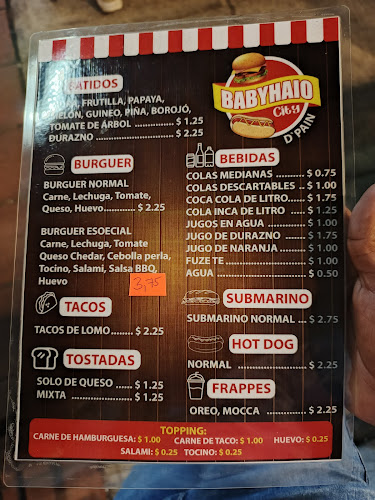 BATIDOS
FRUTILLA, PAPAYA,
MELÓN, GUINEO, PIÑA, BOROJÓ,
TOMATE DE ÁRBOL ............ $ 1.25
DURAZNO ............ $ 2.25
BABYHAIO
City
D'PAIN
BURGUER
BURGUER NORMAL
Carne, Lechuga, Tomate,
Queso, Huevo............ $ 2.25
BURGUER ESOECIAL
Carne, Lechuga, Tomate
Queso Chedar, Cebolla perla,
Tocino, Salami, Salsa BBQ,
Huevo
3,75
TACOS
TACOS DE LOMO........ $ 2.25
TOSTADAS
SOLO DE QUESO ...... $ 1.25
MIXTA ............ $ 1.25
BEBIDAS
COLAS MEDIANAS ............ $ 0.75
COLAS DESCARTABLES .. $ 1.00
COCA COLA DE LITRO...... $ 1.75
COLA INCA DE LITRO ...... $ 1.25
JUGOS EN AGUA ............ $ 1.00
JUGO DE DURAZNO ........ $ 1.75
JUGO DE NARANJA ........ $ 1.00
FUZE TE ............ $ 1.00
AGUA ............ $ 0.50
SUBMARINO
SUBMARINO NORMAL .... $ 2.75
HOT DOG
NORMAL ............ $ 2.25
FRAPPES
OREO, MOCCA ............ $ 2.25
TOPPING:
CARNE DE HAMBURGUESA: $ 1.00 CARNE DE TACO: $ 1.00 HUEVO: $ 0.25
SALAMI: $ 0.25 TOCINO: $ 0.25